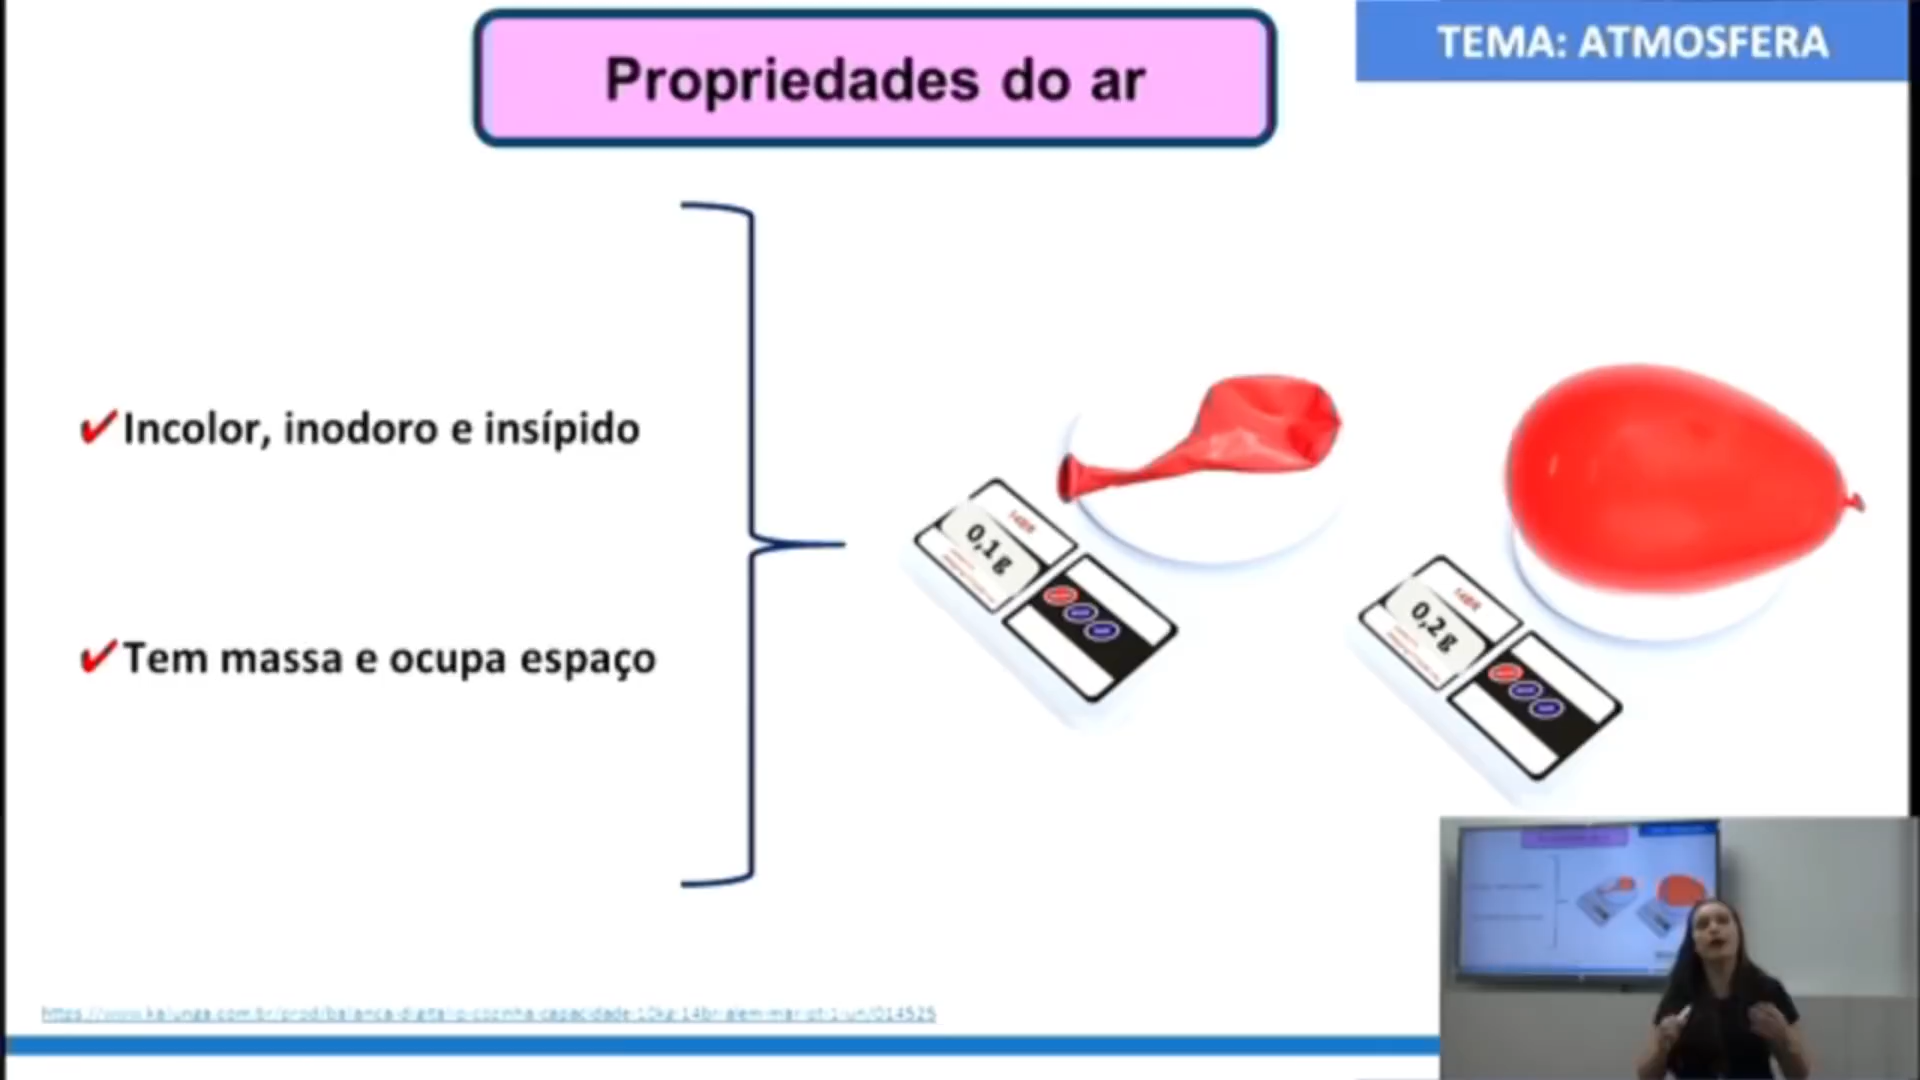 Propriedades do ar
TEMA: ATMOSFERA
✔Incolor, inodoro e insípido
✔Tem massa e ocupa espaço
0,1 g
0,2 g